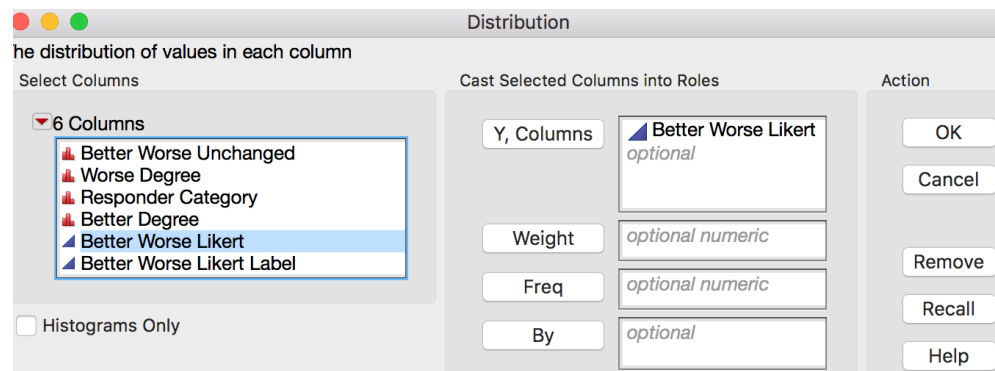 Distribution
he distribution of values in each column
Select Columns
6 Columns
Better Worse Unchanged
Worse Degree
Responder Category
Better Degree
Better Worse Likert
Better Worse Likert Label
Histograms Only
Cast Selected Columns into Roles
Y, Columns
Better Worse Likert
optional
Weight
optional numeric
Freq
optional numeric
By
optional
Action
OK
Cancel
Remove
Recall
Help